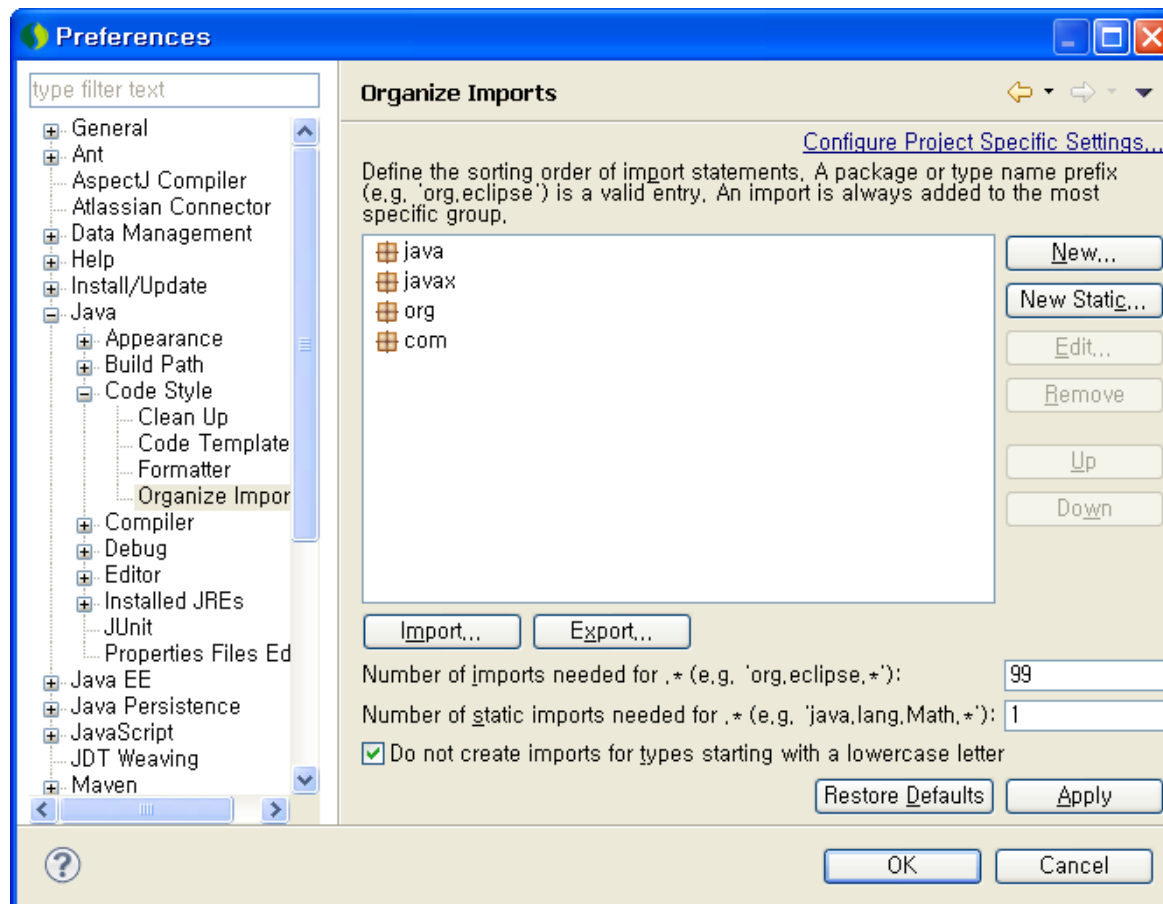 Preferences
type filter text
General
Ant
AspectJ Compiler
Atlassian Connector
Data Management
Help
Install/Update
Java
Appearance
Build Path
Code Style
Clean Up
Code Template
Formatter
Organize Impor
Compiler
Debug
Editor
Installed JREs
JUnit
Properties Files Ed
Java EE
Java Persistence
JavaScript
JDT Weaving
Maven
Organize Imports
Configure Project Specific Settings...
Define the sorting order of import statements. A package or type name prefix
(e.g. 'org.eclipse') is a valid entry. An import is always added to the most
specific group.
java
javax
org
com
New...
New Static...
Edit...
Remove
Up
Down
Import...
Export...
Number of imports needed for .* (e.g. 'org.eclipse.*'):
99
Number of static imports needed for .* (e.g. 'java.lang.Math.*'):
1
Do not create imports for types starting with a lowercase letter
Restore Defaults
Apply
?
OK
Cancel